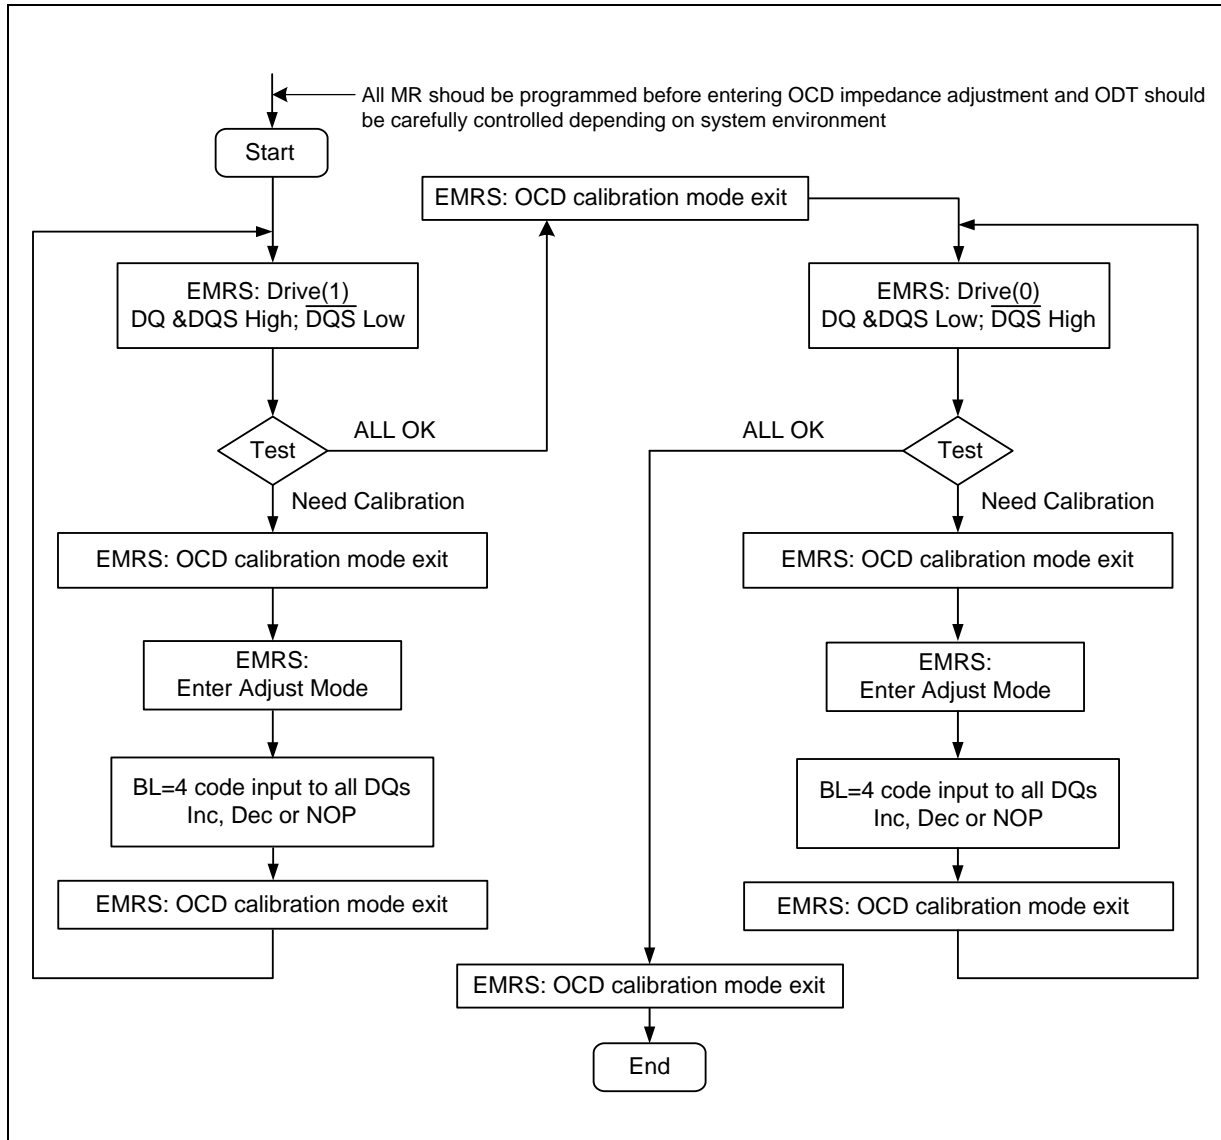 All MR shoud be programmed before entering OCD impedance adjustment and ODT should
be carefully controlled depending on system environment
Start
EMRS: OCD calibration mode exit
EMRS: Drive(1)
DQ &DQS High; D̅Q̅S̅ Low
Test
ALL OK
Need Calibration
EMRS: OCD calibration mode exit
EMRS:
Enter Adjust Mode
BL=4 code input to all DQs
Inc, Dec or NOP
EMRS: OCD calibration mode exit
EMRS: Drive(0)
DQ &DQS Low; D̅Q̅S̅ High
Test
ALL OK
Need Calibration
EMRS: OCD calibration mode exit
EMRS:
Enter Adjust Mode
BL=4 code input to all DQs
Inc, Dec or NOP
EMRS: OCD calibration mode exit
EMRS: OCD calibration mode exit
End